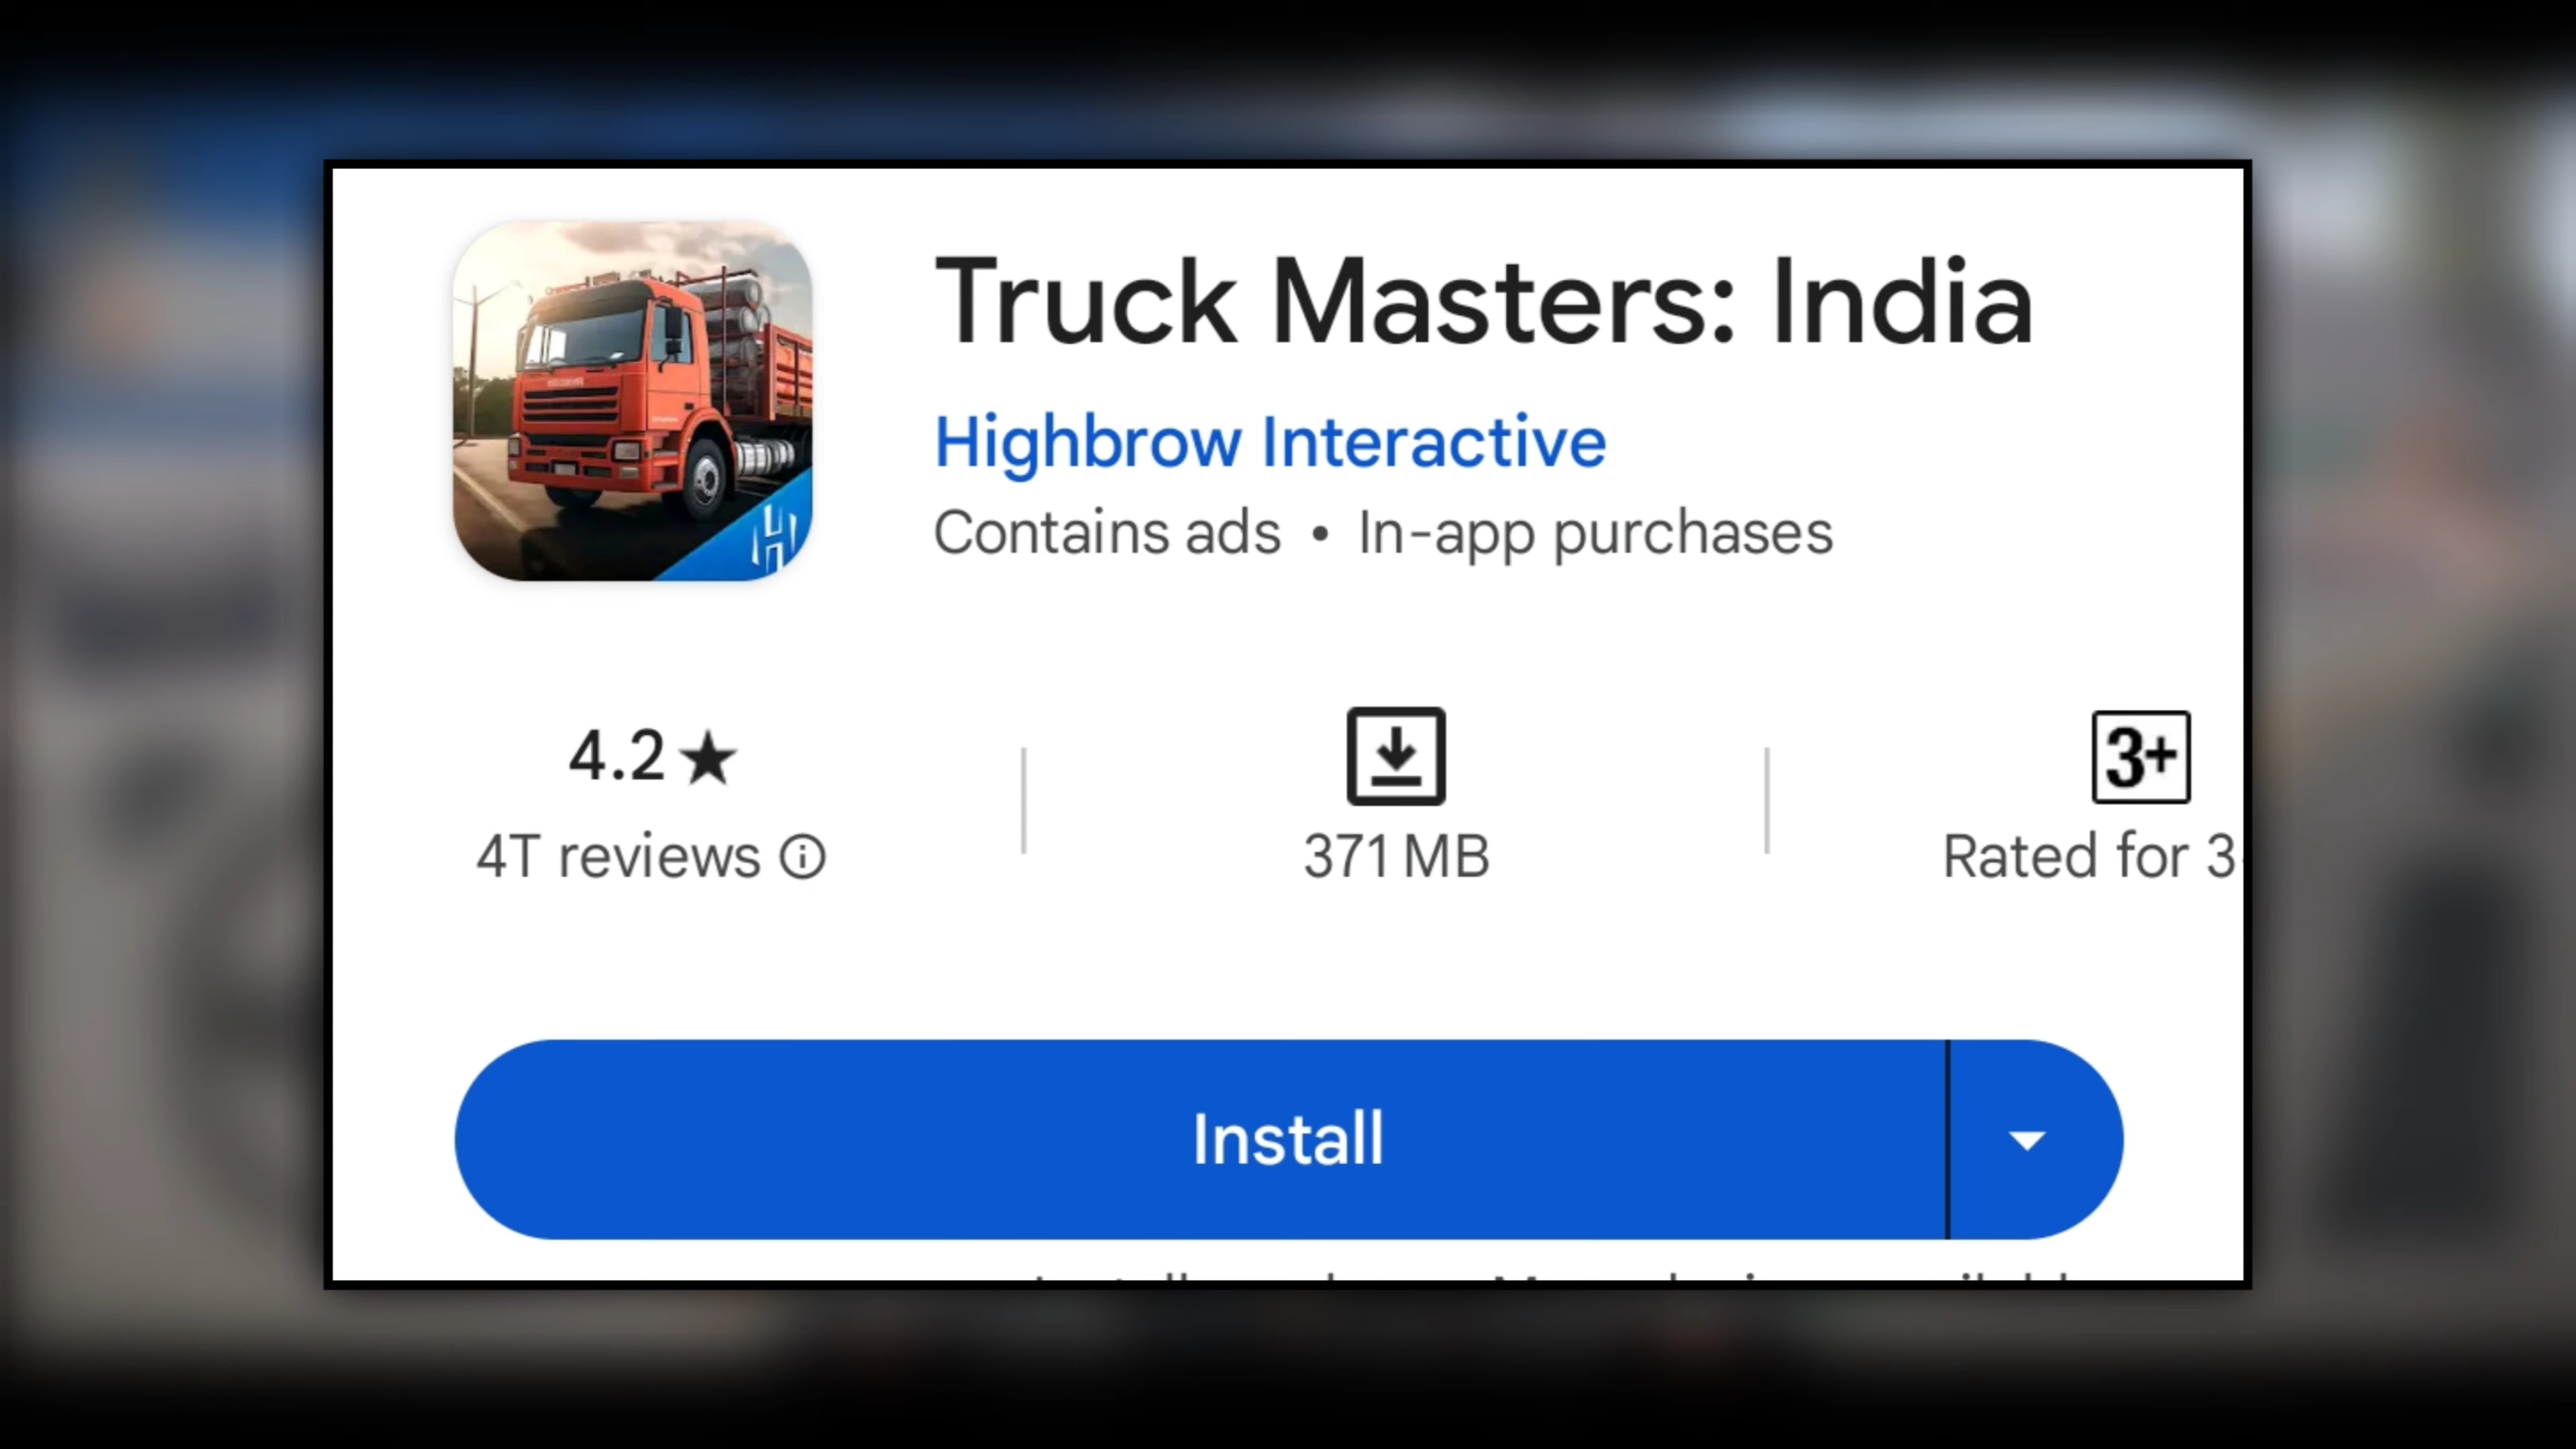 Truck Masters: India
Highbrow Interactive
Contains ads • In-app purchases
4.2★
4T reviews
371 MB
3+
Rated for 3
Install